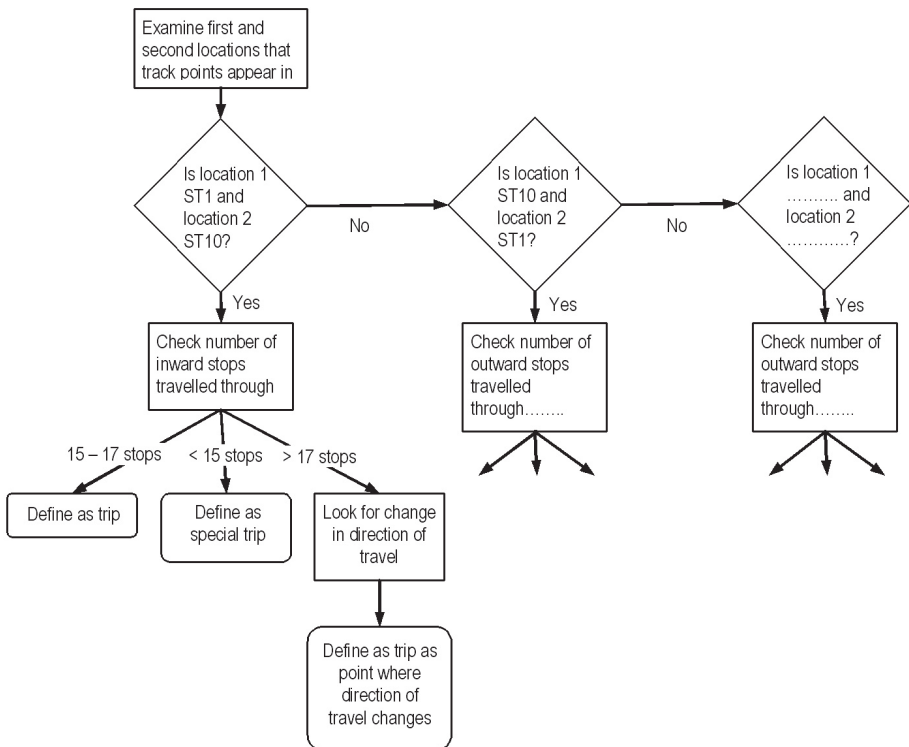 Examine first and
second locations that
track points appear in
Is location 1
ST1 and
location 2
ST10?
No
Is location 1
ST10 and
location 2
ST1?
No
Is location 1
.......... and
location 2
............?
Yes
Yes
Yes
Check number of
inward stops
travelled through
Check number of
outward stops
travelled
through........
Check number of
outward stops
travelled
through........
15 – 17 stops
< 15 stops
> 17 stops
Define as trip
Define as
special trip
Look for change
in direction of
travel
Define as trip as
point where
direction of
travel changes